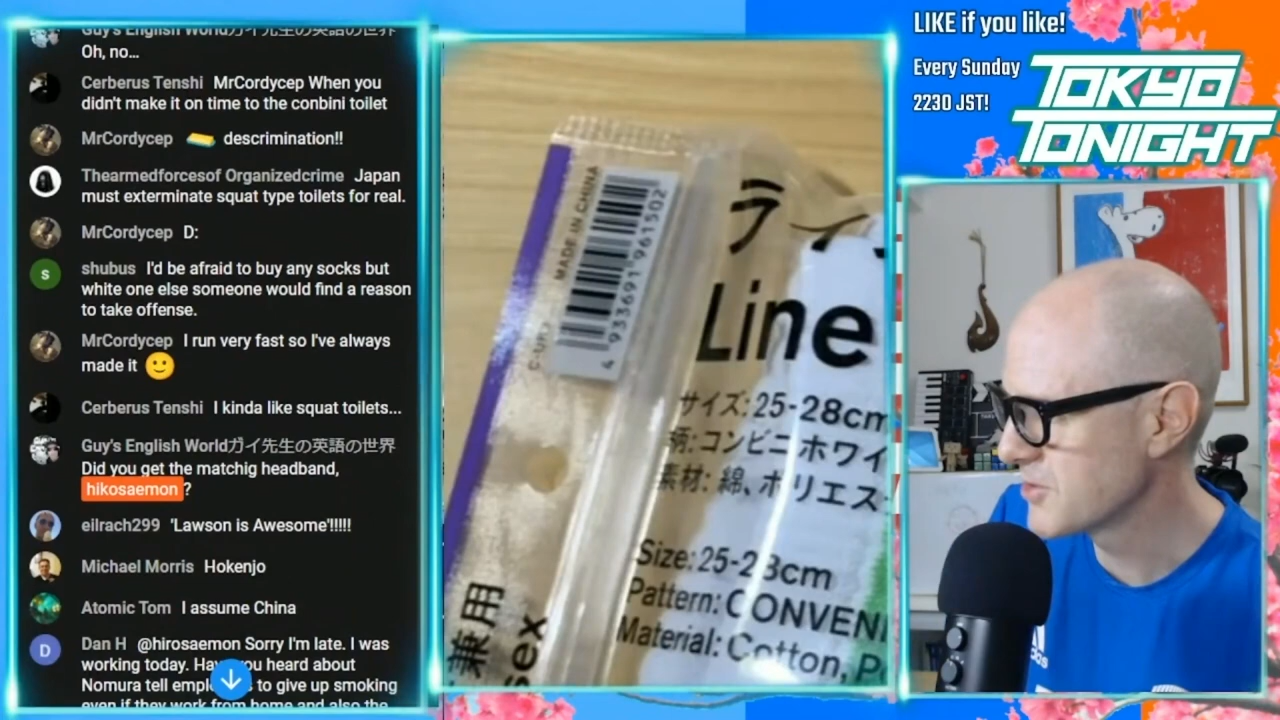 Guy's English Worldガイ先生の英語の世界
Oh, no…
Cerberus Tenshi MrCordycep When you
didn't make it on time to the conbini toilet
MrCordycep descrimination!!
Thearmedforcesof Organizedcrime Japan
must exterminate squat type toilets for real.
MrCordycep D:
S
shubus I'd be afraid to buy any socks but
white one else someone would find a reason
to take offense.
MrCordycep I run very fast so I've always
made it
Cerberus Tenshi I kinda like squat toilets...
Guy's English Worldガイ先生の英語の世界
Did you get the matchig headband,
hikosaemon ?
eilrach299 'Lawson is Awesome'!!!!!
Michael Morris Hokenjo
Atomic Tom I assume China
D
Dan H @hirosaemon Sorry I'm late. I was
working today. Have you heard about
Nomura tell to give up smoking
even if they work from home and also the
MADE IN CHINA
4 933691 961502
ライ
Line
サイズ: 25-28cm
柄: コンビニホワイ
素材: 綿、ポリエス
Size: 25-28cm
Pattern: CONVENI
Material: Cotton, Po
兼用
sex
LIKE if you like!
Every Sunday
2230 JST!
TOKYO
TONIGHT